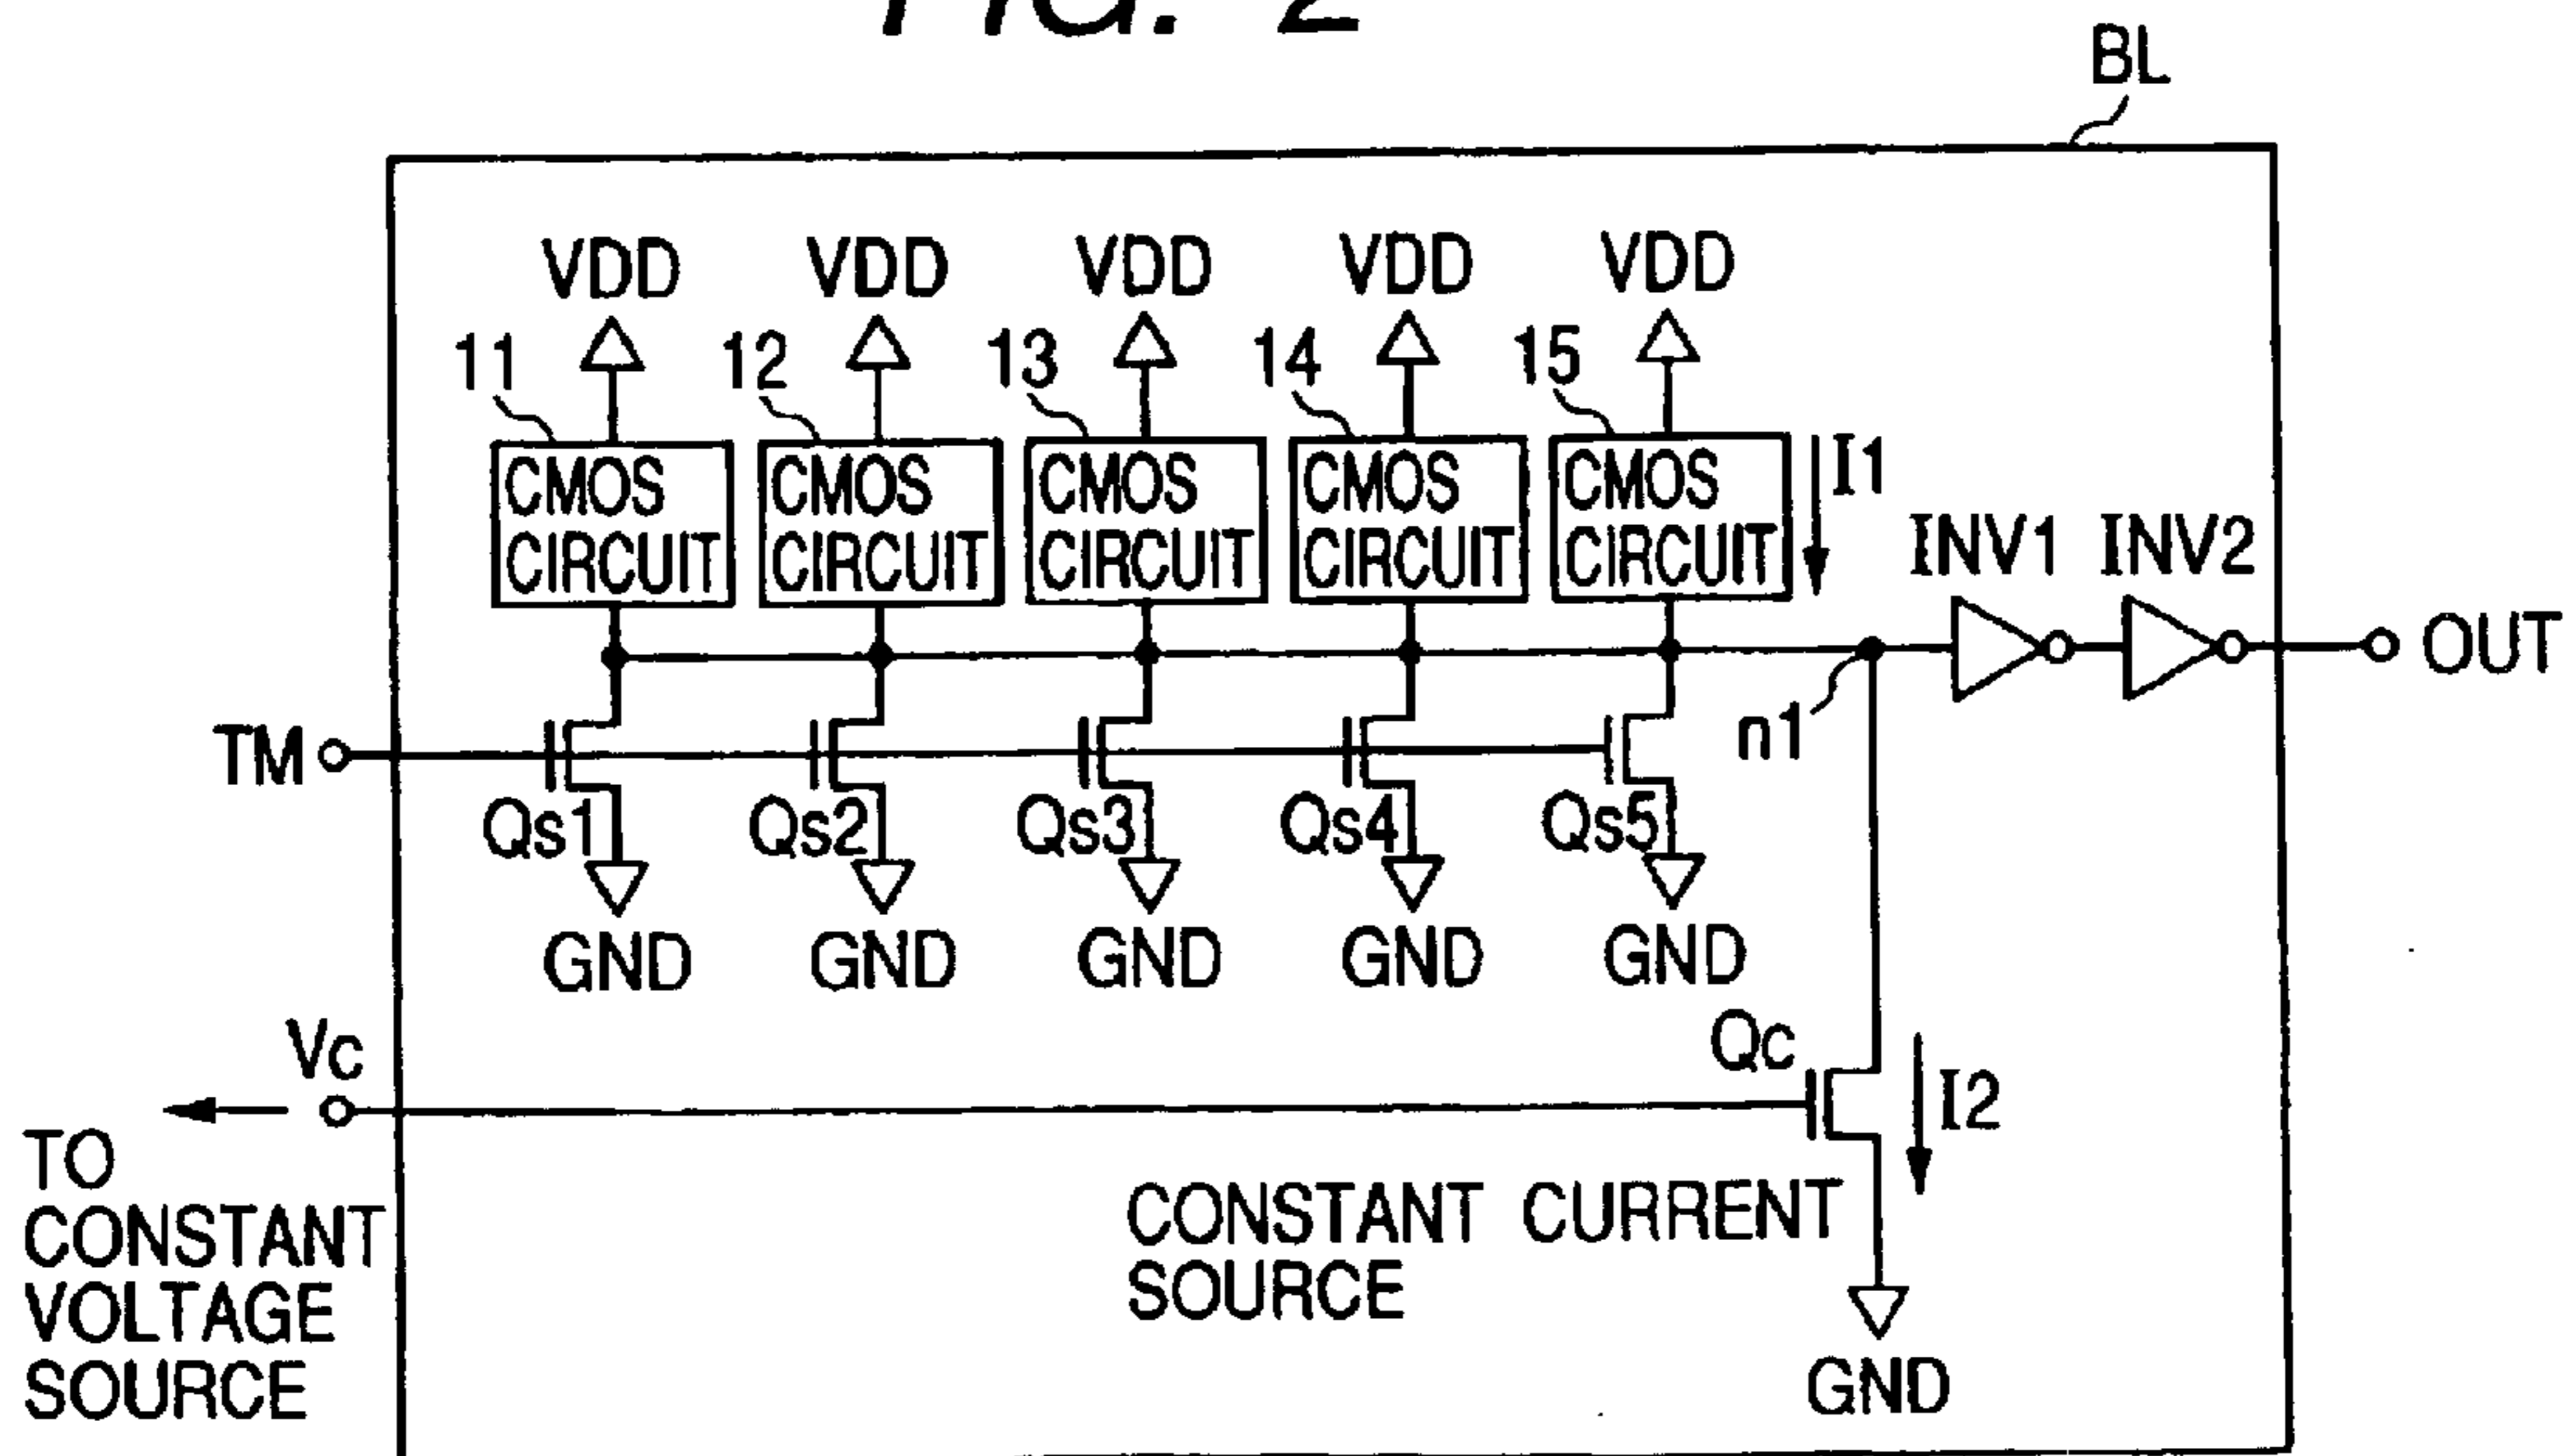 FIG. 2
BL
VDD VDD VDD VDD VDD
11 12 13 14 15
CMOS CIRCUIT
CMOS CIRCUIT
CMOS CIRCUIT
CMOS CIRCUIT
CMOS CIRCUIT
I1
INV1 INV2
OUT
n1
TM
Qs1 Qs2 Qs3 Qs4 Qs5
GND GND GND GND GND
Vc
Qc
I2
TO
CONSTANT
VOLTAGE
SOURCE
CONSTANT CURRENT
SOURCE
GND